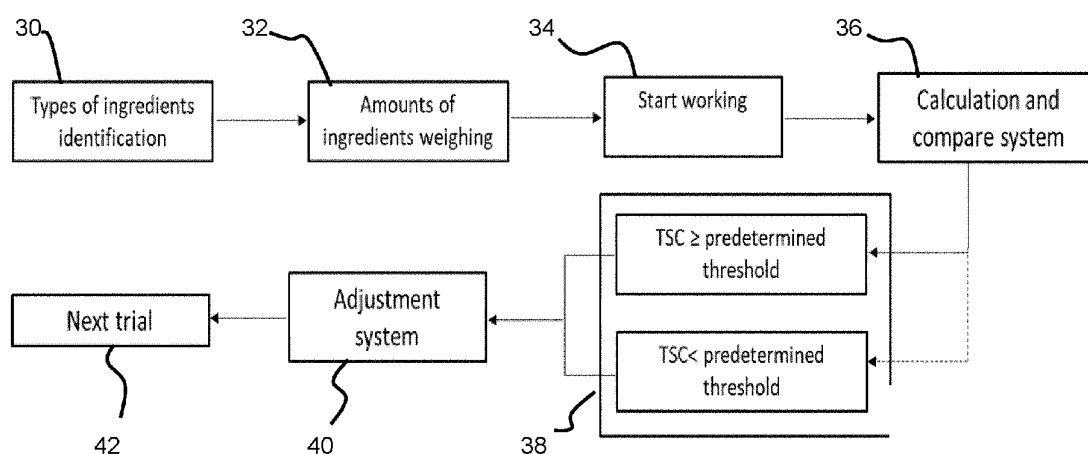 30
32
34
36
Types of ingredients
identification
Amounts of
ingredients weighing
Start working
Calculation and
compare system
TSC ≥ predetermined
threshold
TSC< predetermined
threshold
Adjustment
system
Next trial
42
40
38